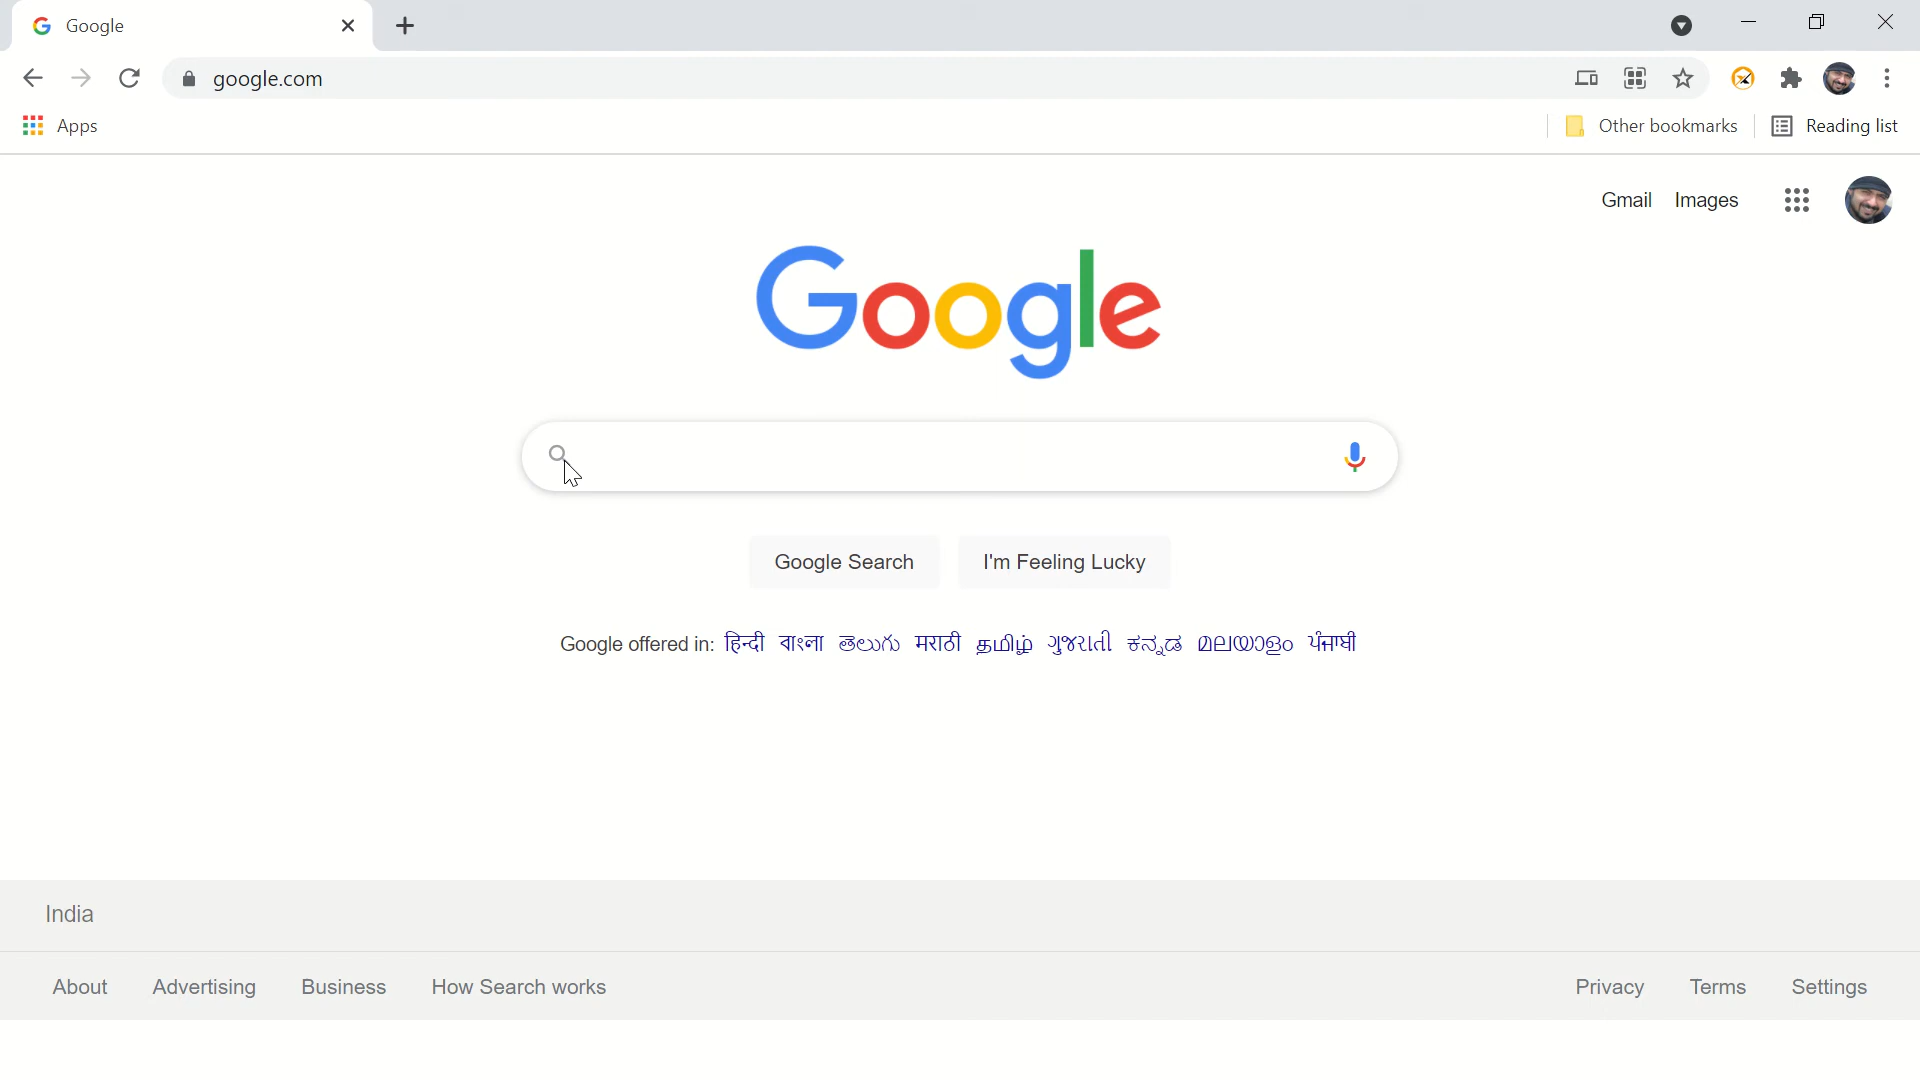 Google
google.com
Apps
Other bookmarks
Reading list
Gmail Images
Google
Google Search
I'm Feeling Lucky
Google offered in: हिन्दी বাংলা తెలుగు मराठी தமிழ் ગુજરાતી ಕನ್ನಡ മലയാളം ਪੰਜਾਬੀ
India
About Advertising Business How Search works
Privacy Terms Settings